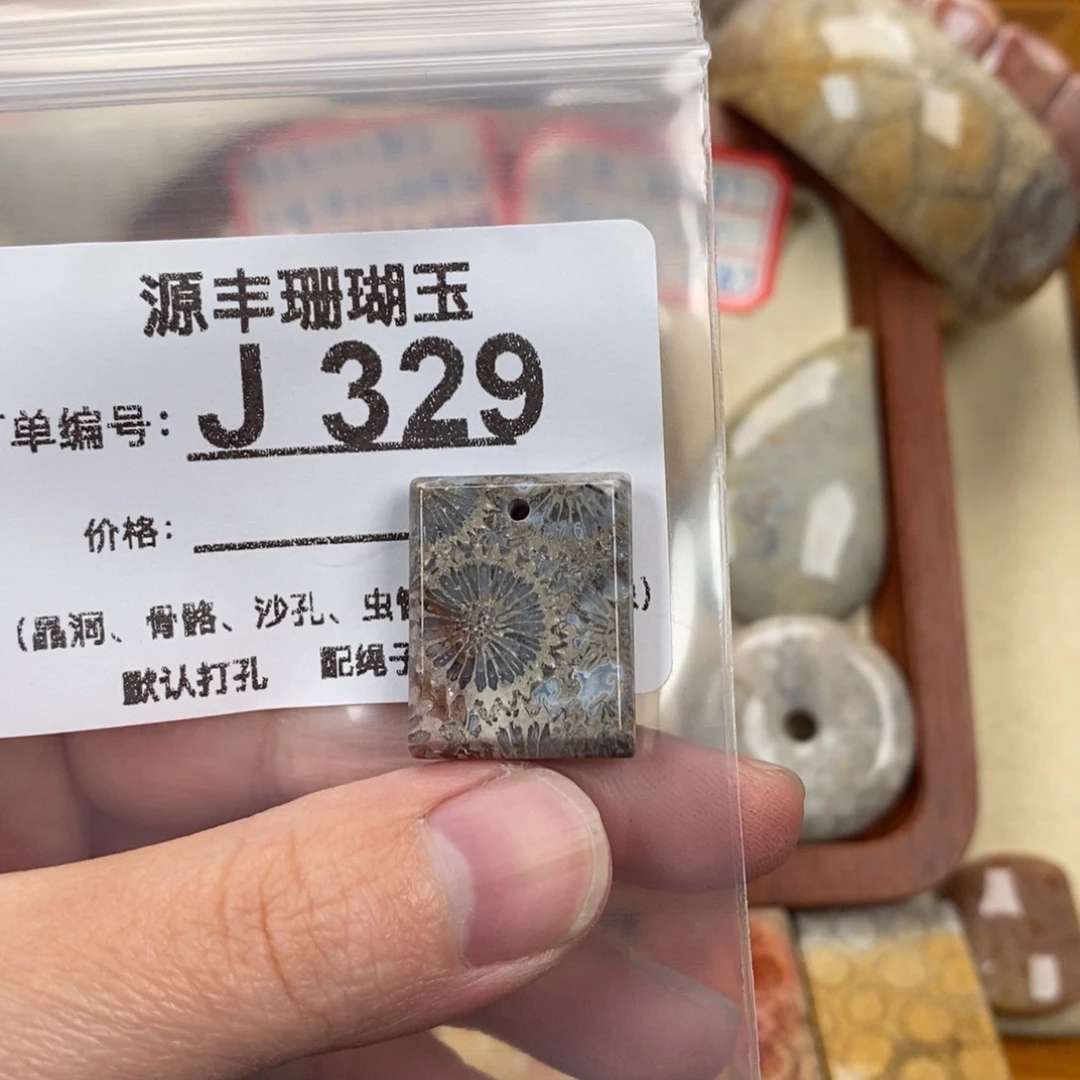 源丰珊瑚玉
J 329
单编号：
价格：
（晶洞、骨骼、沙孔、虫
默认打孔 配绳子